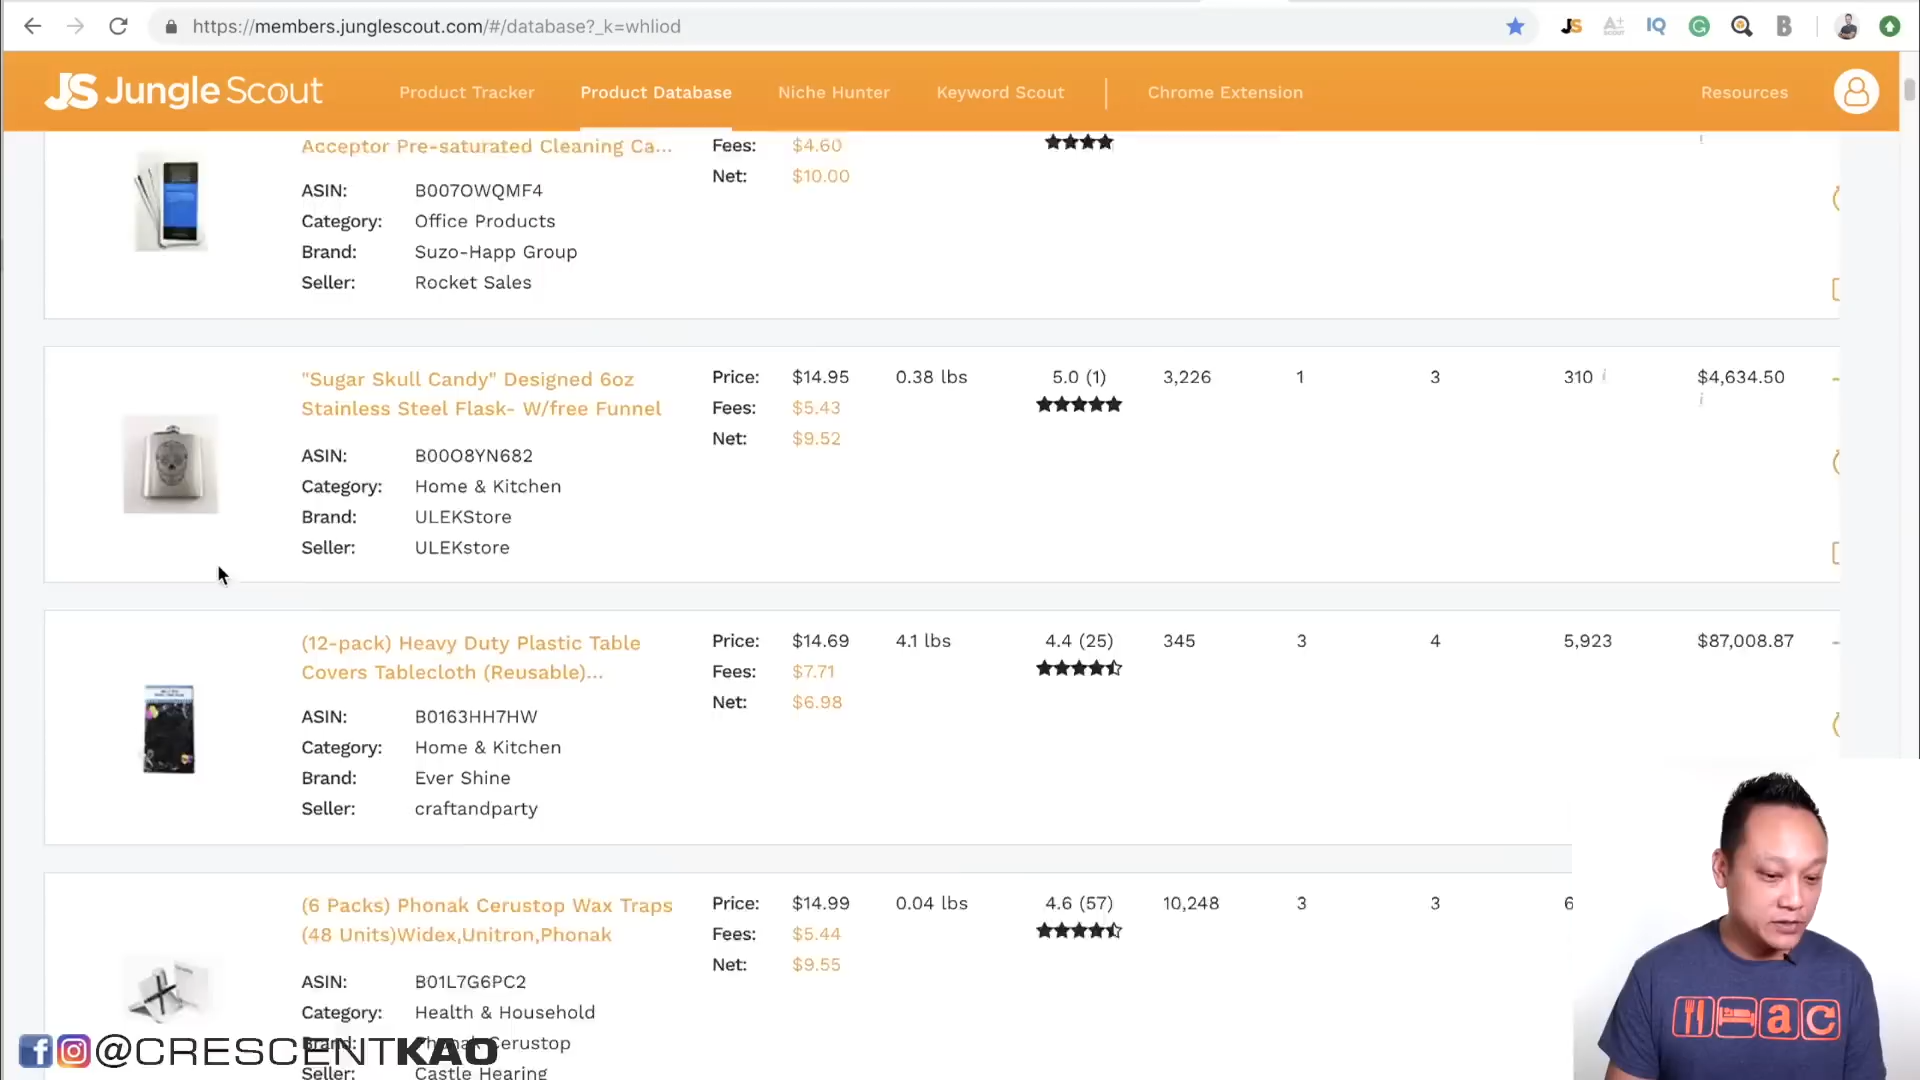 https://members.junglescout.com/#/database?_k=whliod
JS Jungle Scout
Product Tracker
Product Database
Niche Hunter
Keyword Scout
Chrome Extension
Resources
Acceptor Pre-saturated Cleaning Ca...
ASIN: B007OWQMF4
Category: Office Products
Brand: Suzo-Happ Group
Seller: Rocket Sales
Fees: $4.60
Net: $10.00
"Sugar Skull Candy" Designed 6oz
Stainless Steel Flask- W/free Funnel
ASIN: B00O8YN682
Category: Home & Kitchen
Brand: ULEKStore
Seller: ULEKstore
Price: $14.95 0.38 lbs 5.0 (1) 3,226 1 3 310 i $4,634.50
Fees: $5.43
Net: $9.52
(12-pack) Heavy Duty Plastic Table
Covers Tablecloth (Reusable)...
ASIN: B0163HH7HW
Category: Home & Kitchen
Brand: Ever Shine
Seller: craftandparty
Price: $14.69 4.1 lbs 4.4 (25) 345 3 4 5,923 $87,008.87
Fees: $7.71
Net: $6.98
(6 Packs) Phonak Cerustop Wax Traps
(48 Units)Widex,Unitron,Phonak
ASIN: B01L7G6PC2
Category: Health & Household
Brand: Phonak Cerustop
Seller: Castle Hearing
Price: $14.99 0.04 lbs 4.6 (57) 10,248 3 3 6
Fees: $5.44
Net: $9.55
@CRESCENTKAO